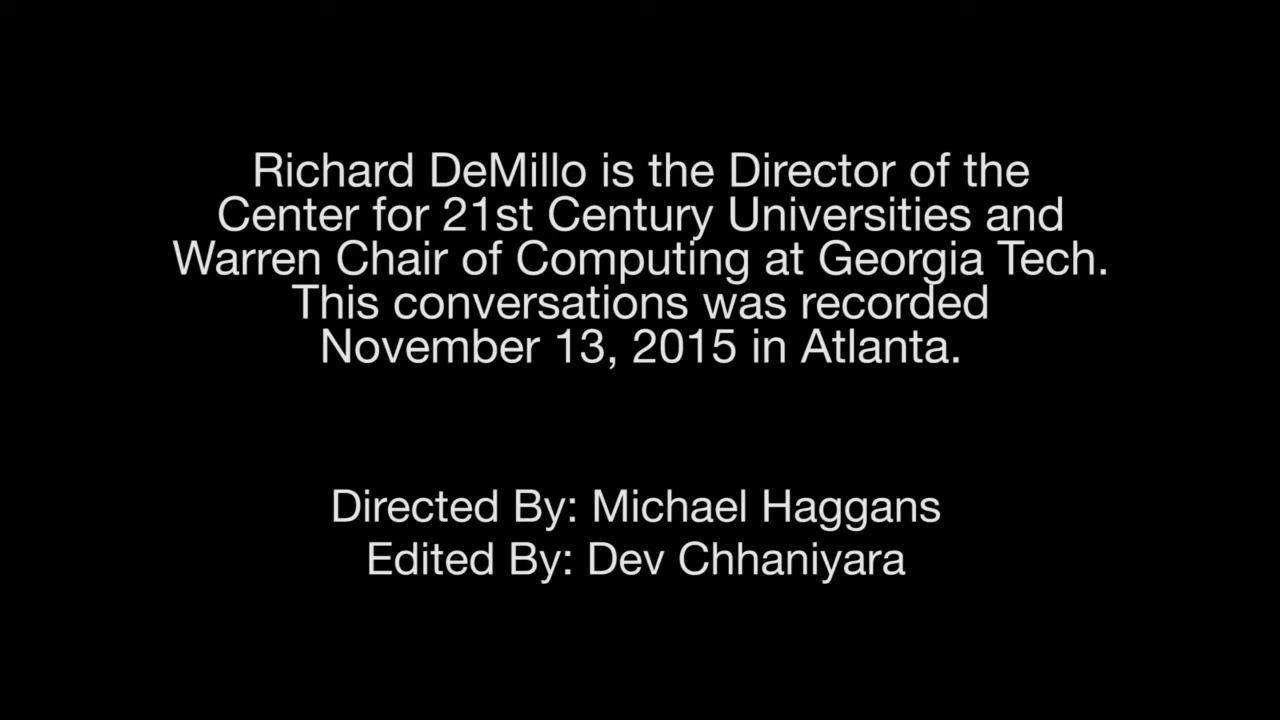 Richard DeMillo is the Director of the
Center for 21st Century Universities and
Warren Chair of Computing at Georgia Tech.
This conversations was recorded
November 13, 2015 in Atlanta.
Directed By: Michael Haggans
Edited By: Dev Chhaniyara